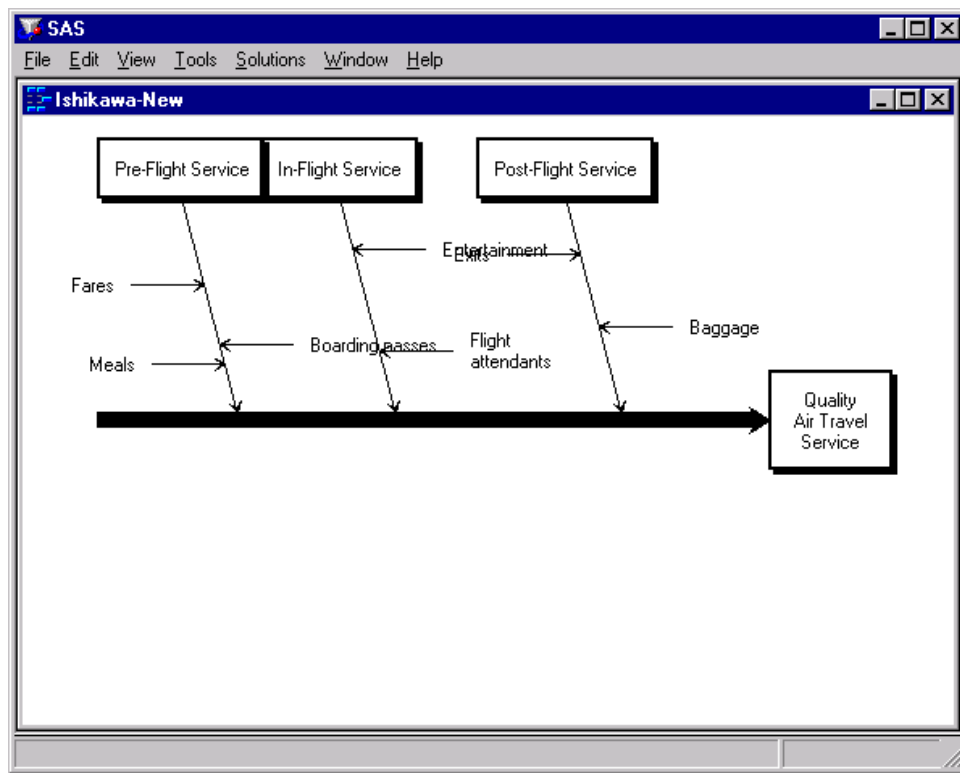 SAS
File Edit View Tools Solutions Window Help
Ishikawa-New
Pre-Flight Service
In-Flight Service
Post-Flight Service
Entertainment
Exits
Fares
Boarding passes
Meals
Flight
attendants
Baggage
Quality
Air Travel
Service